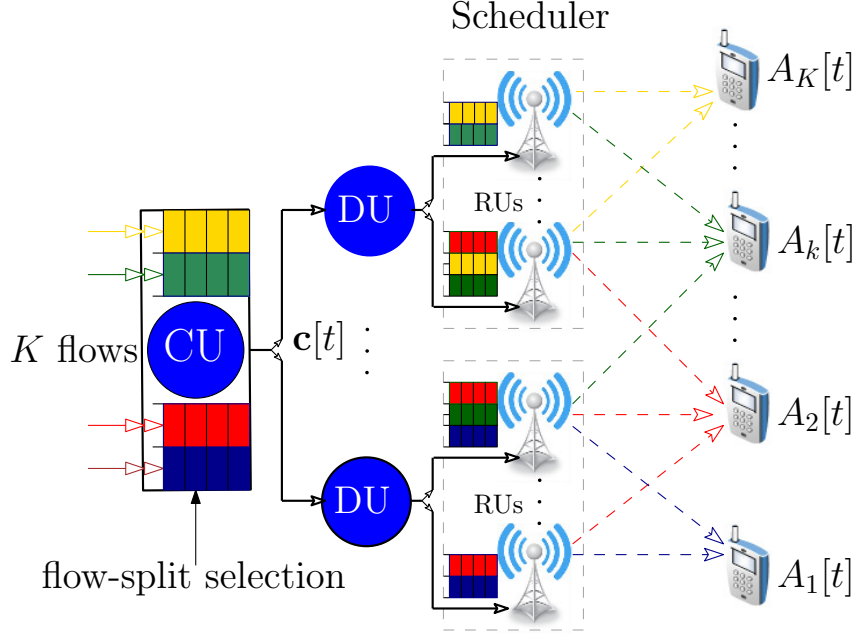 Scheduler
A_K[t]
DU
RUs
A_k[t]
K flows
CU
c[t]
A_2[t]
DU
RUs
flow-split selection
A_1[t]